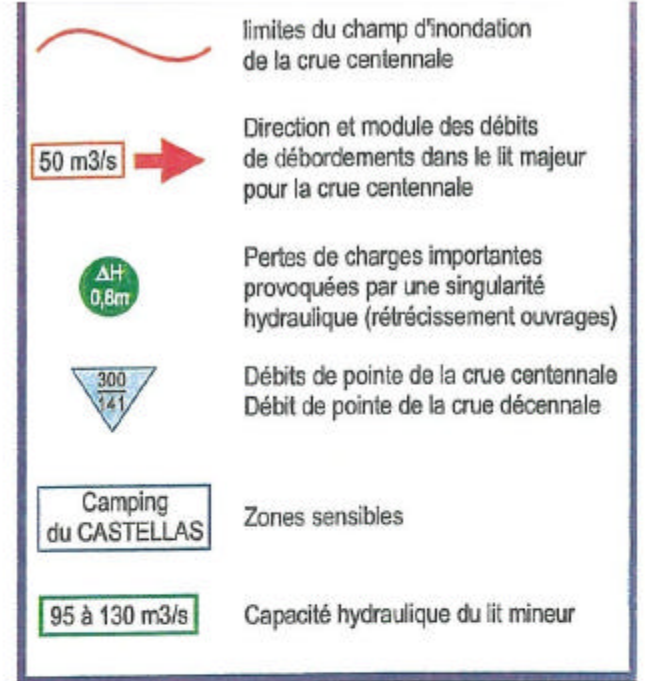 limites du champ d'inondation
de la crue centennale
50 m3/s
Direction et module des débits
de débordements dans le lit majeur
pour la crue centennale
ΔH
0,8m
Pertes de charges importantes
provoquées par une singularité
hydraulique (rétrécissement ouvrages)
300
141
Débits de pointe de la crue centennale
Débit de pointe de la crue décennale
Camping
du CASTELLAS
Zones sensibles
95 à 130 m3/s
Capacité hydraulique du lit mineur